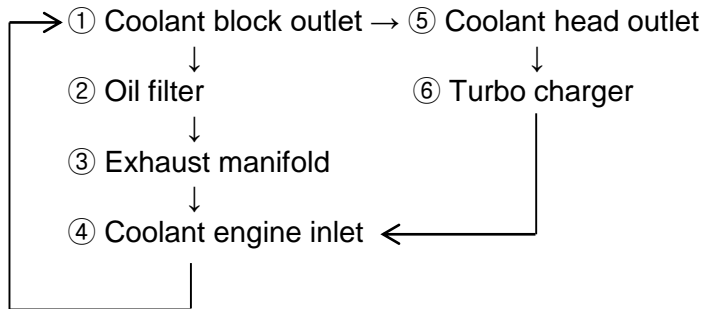 ① Coolant block outlet → ⑤ Coolant head outlet
↓ ↓
② Oil filter ⑥ Turbo charger
↓
③ Exhaust manifold
↓
④ Coolant engine inlet